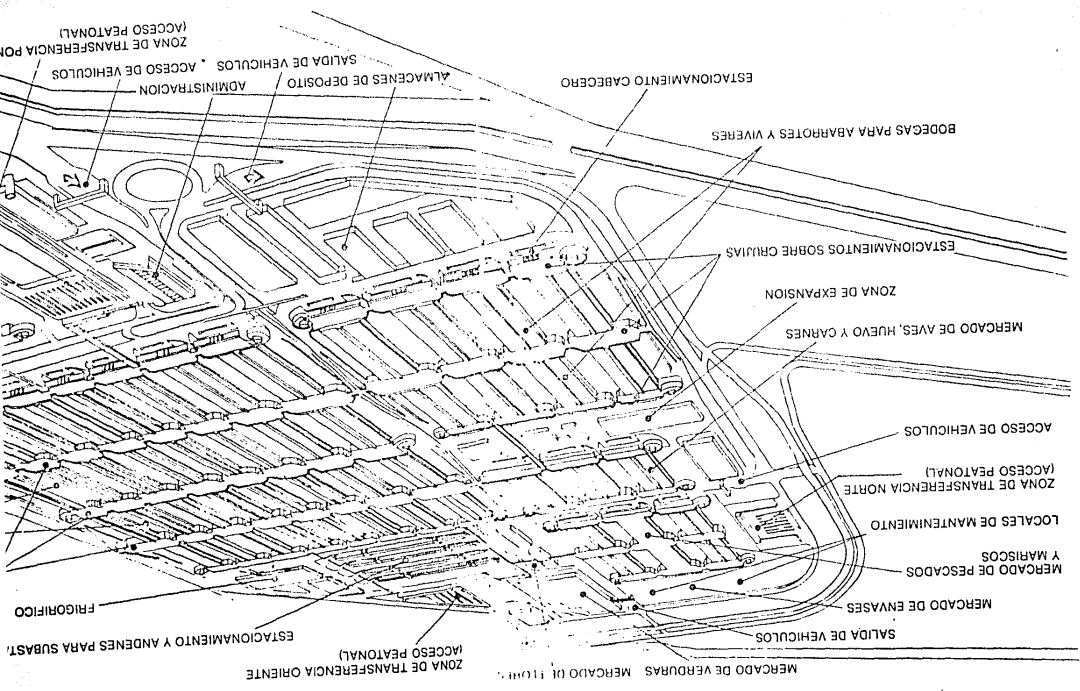 MERCADO DE VERDURAS MERCADO DE FLORES
ZONA DE TRANSFERENCIA ORIENTE
(ACCESO PEATONAL)
SALIDA DE VEHICULOS
ESTACIONAMIENTO Y ANDENES PARA SUBAST
MERCADO DE ENVASES
FRIGORIFICO
MERCADO DE PESCADOS
Y MARISCOS
LOCALES DE MANTENIMIENTO
ZONA DE TRANSFERENCIA NORTE
(ACCESO PEATONAL)
ACCESO DE VEHICULOS
MERCADO DE AVES, HUEVO Y CARNES
ZONA DE EXPANSION
ESTACIONAMIENTOS SOBRE CRUJIAS
BODEGAS PARA ABARROTES Y VIVERES
ESTACIONAMIENTO CABECERO
ALMACENES DE DEPOSITO
ADMINISTRACION
SALIDA DE VEHICULOS
ACCESO DE VEHICULOS
ZONA DE TRANSFERENCIA PON
(ACCESO PEATONAL)